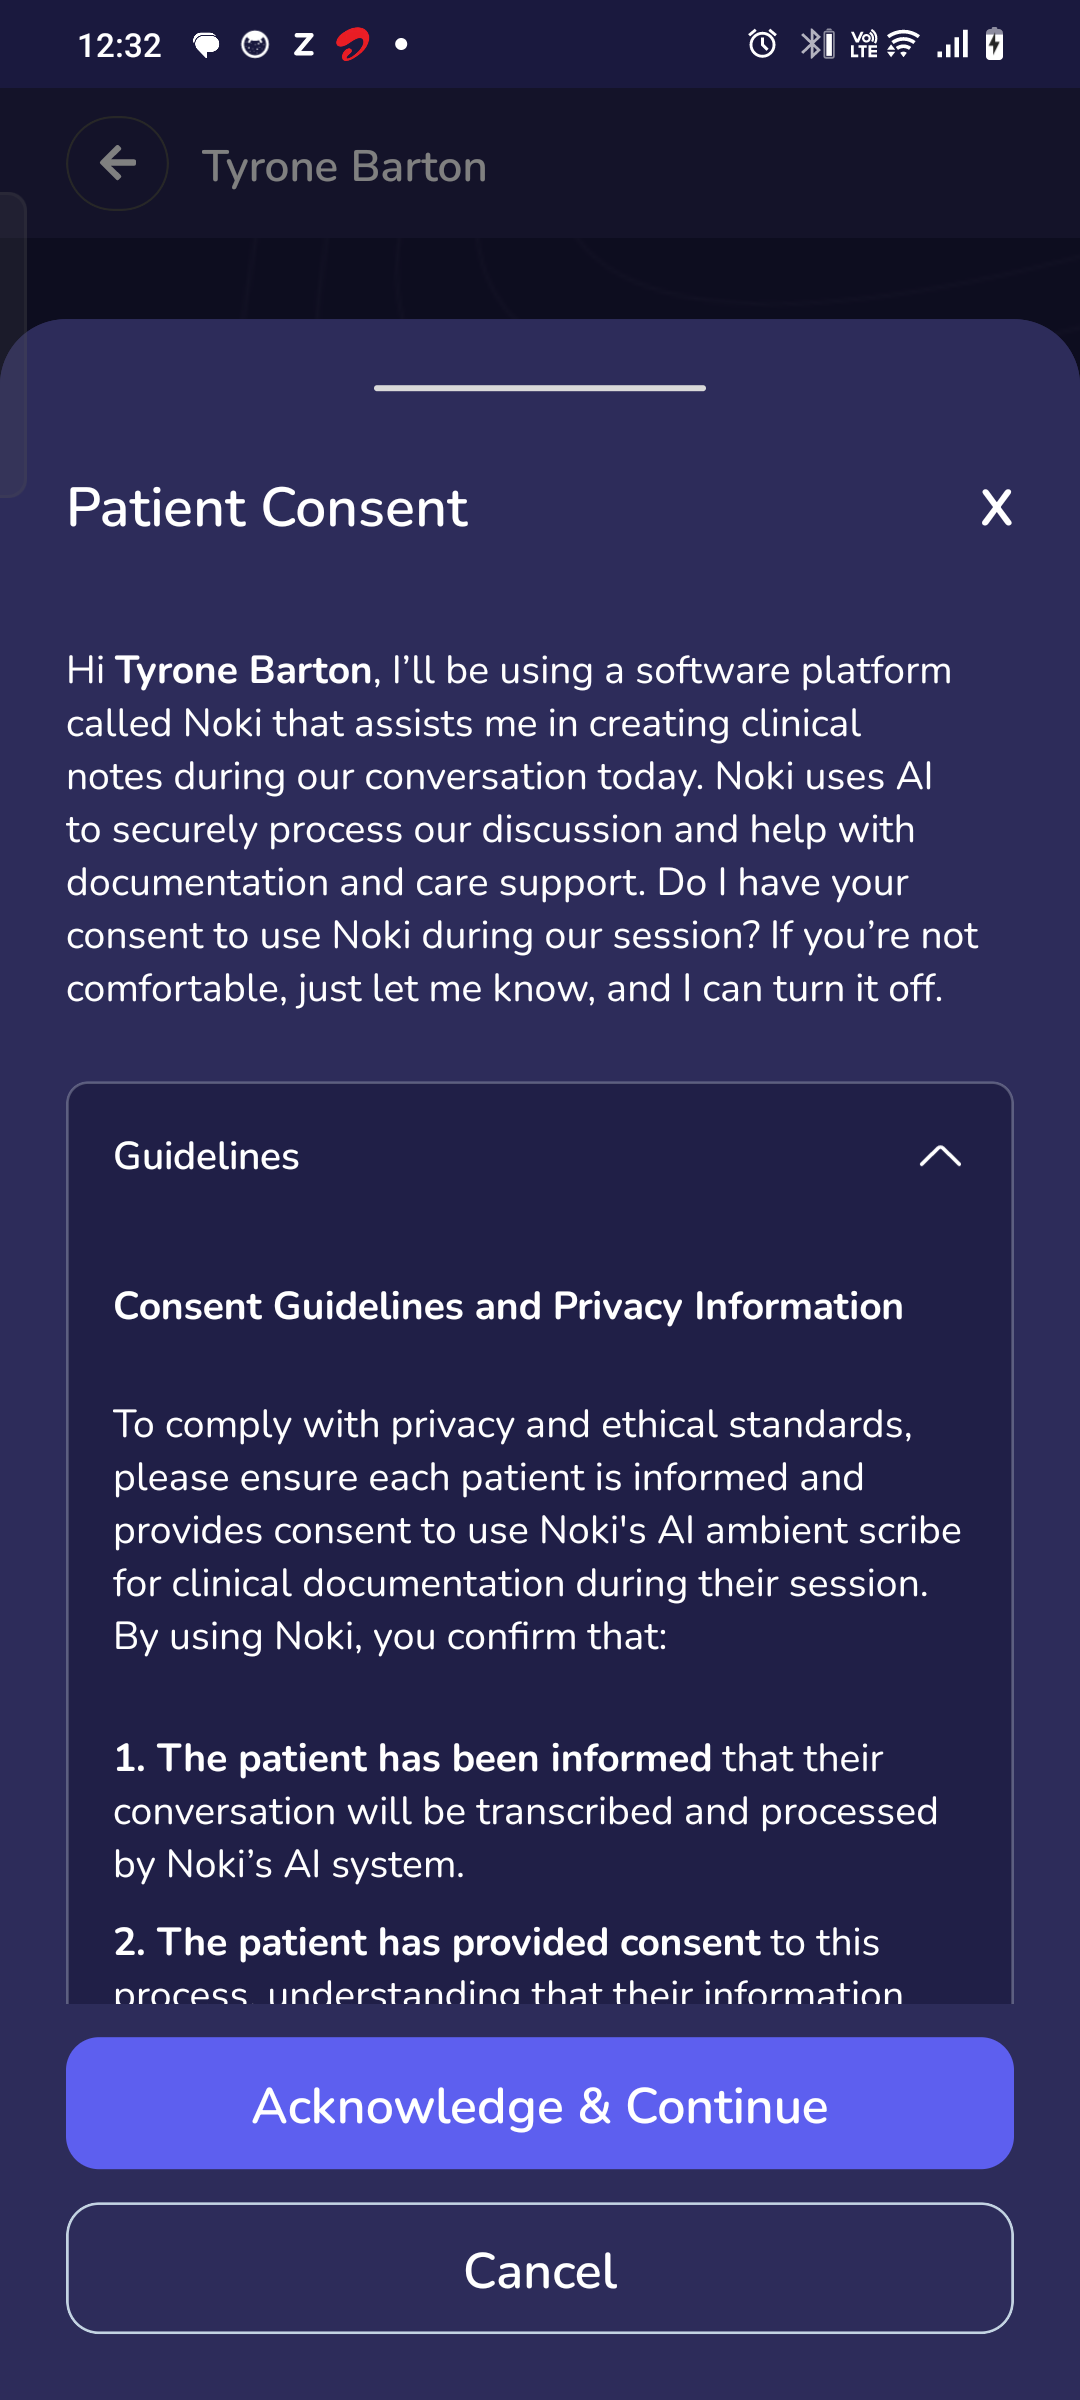 12:32
Z
Vo))
LTE
Tyrone Barton
Patient Consent
X
Hi Tyrone Barton, I’ll be using a software platform
called Noki that assists me in creating clinical
notes during our conversation today. Noki uses AI
to securely process our discussion and help with
documentation and care support. Do I have your
consent to use Noki during our session? If you’re not
comfortable, just let me know, and I can turn it off.
Guidelines
Consent Guidelines and Privacy Information
To comply with privacy and ethical standards,
please ensure each patient is informed and
provides consent to use Noki's AI ambient scribe
for clinical documentation during their session.
By using Noki, you confirm that:
1. The patient has been informed that their
conversation will be transcribed and processed
by Noki’s AI system.
2. The patient has provided consent to this
process, understanding that their information
Acknowledge & Continue
Cancel